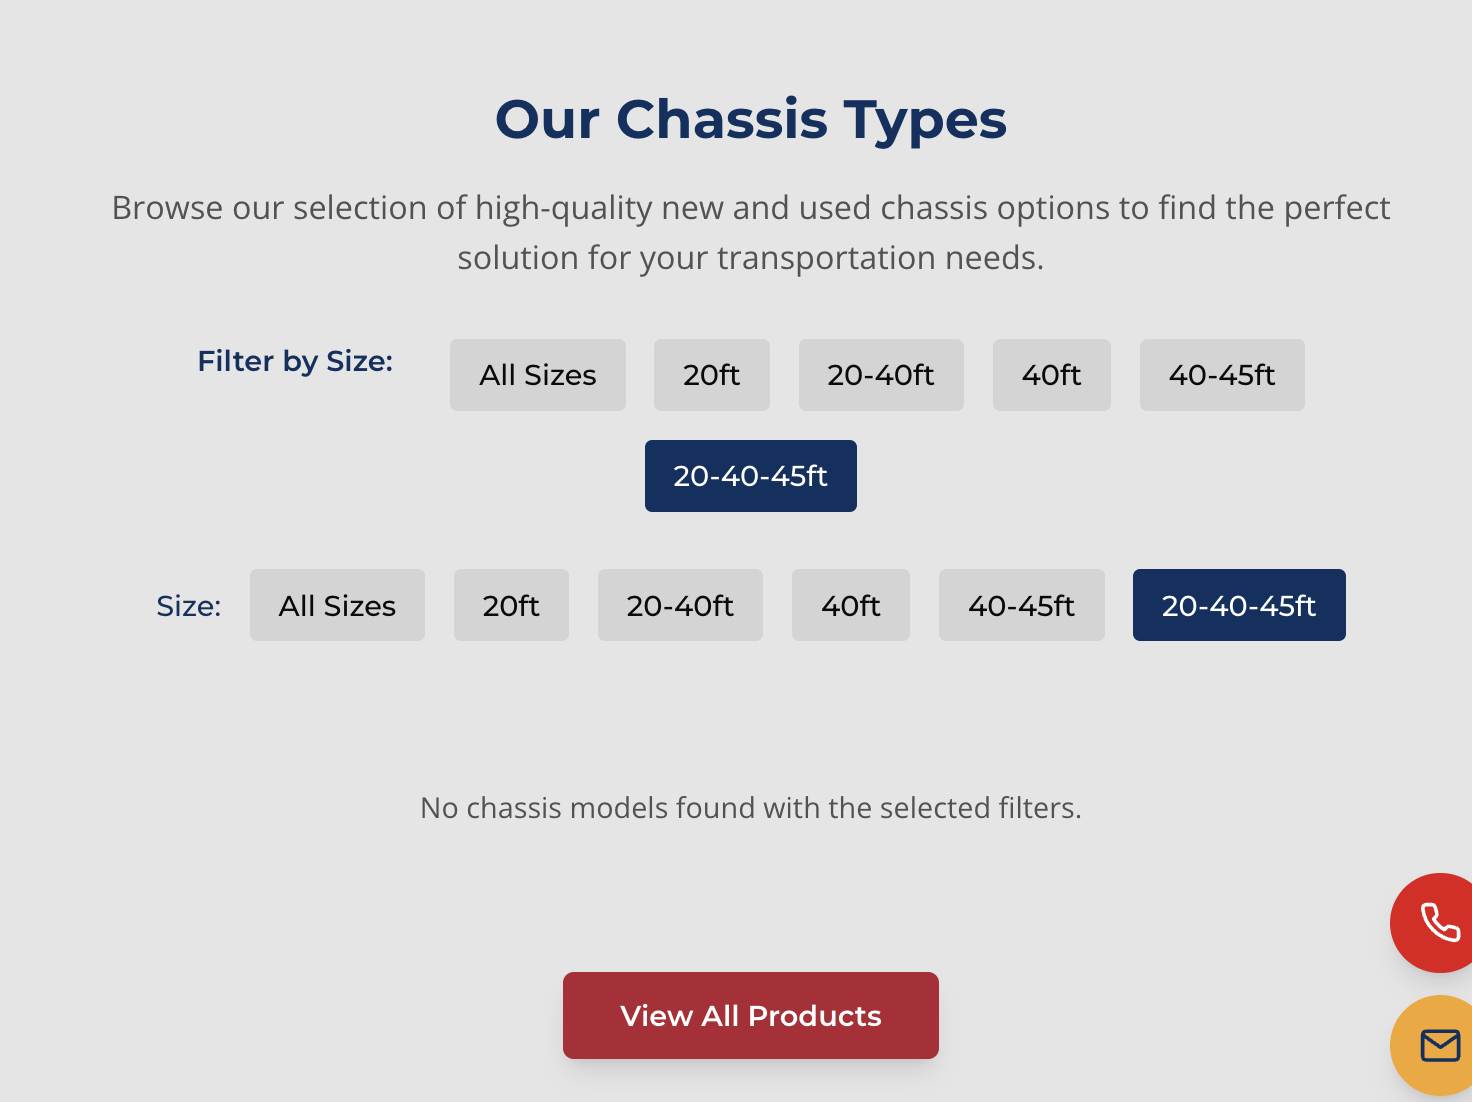 Our Chassis Types
Browse our selection of high-quality new and used chassis options to find the perfect
solution for your transportation needs.
Filter by Size: All Sizes 20ft 20-40ft 40ft 40-45ft
20-40-45ft
Size: All Sizes 20ft 20-40ft 40ft 40-45ft 20-40-45ft
No chassis models found with the selected filters.
View All Products